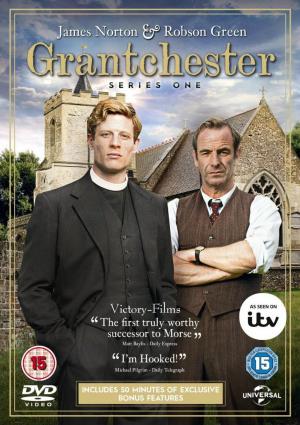 James Norton & Robson Green
Grantchester
SERIES ONE
Victory-Films
"The first truly worthy
successor to Morse"
Matt Baylis - Daily Express
"I'm Hooked!"
Michael Pilgrim - Daily Telegraph
AS SEEN ON
itv
15
15
INCLUDES 50 MINUTES OF EXCLUSIVE
BONUS FEATURES
DVD
VIDEO
UNIVERSAL